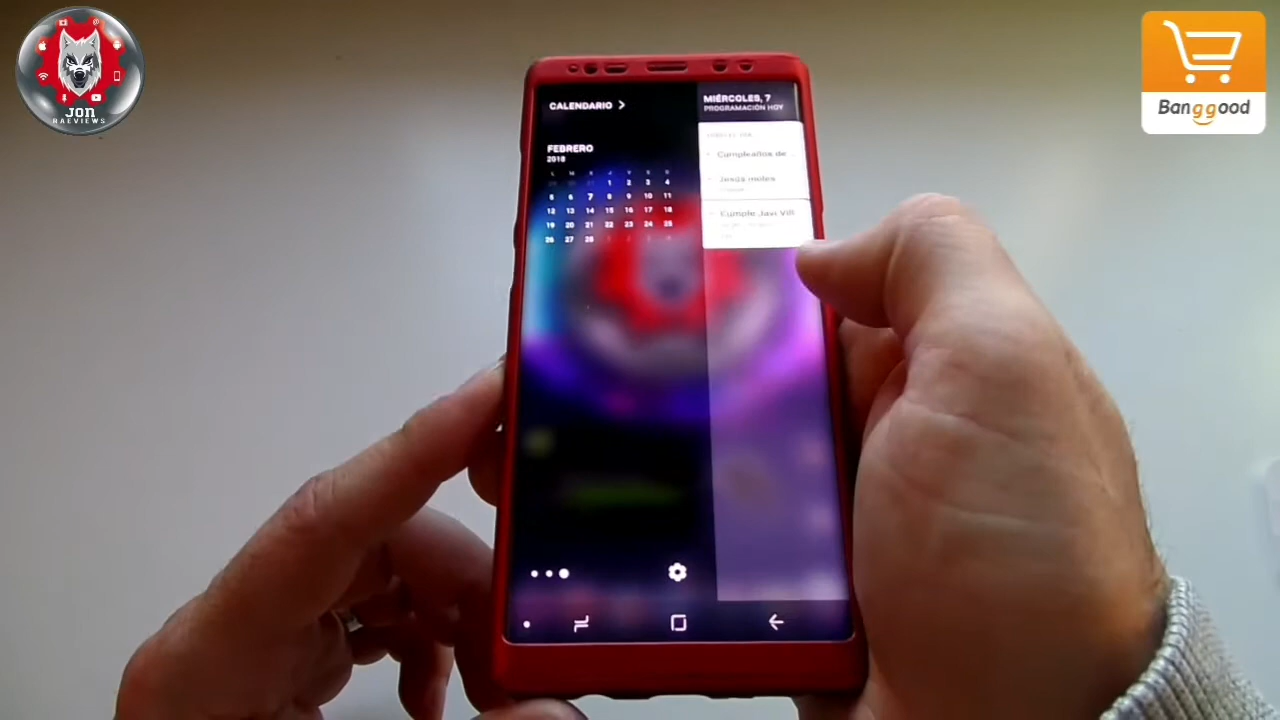 JON
RAEVIEWS
Banggood
CALENDARIO >
MIÉRCOLES, 7
PROGRAMACIÓN HOY
FEBRERO
2018
1 2 3 4
5 6 7 8 9 10 11
12 13 14 15 16 17 18
19 20 21 22 23 24 25
26 27 28
Cumpleaños de
Jesús moles
Cumple Javi Vill